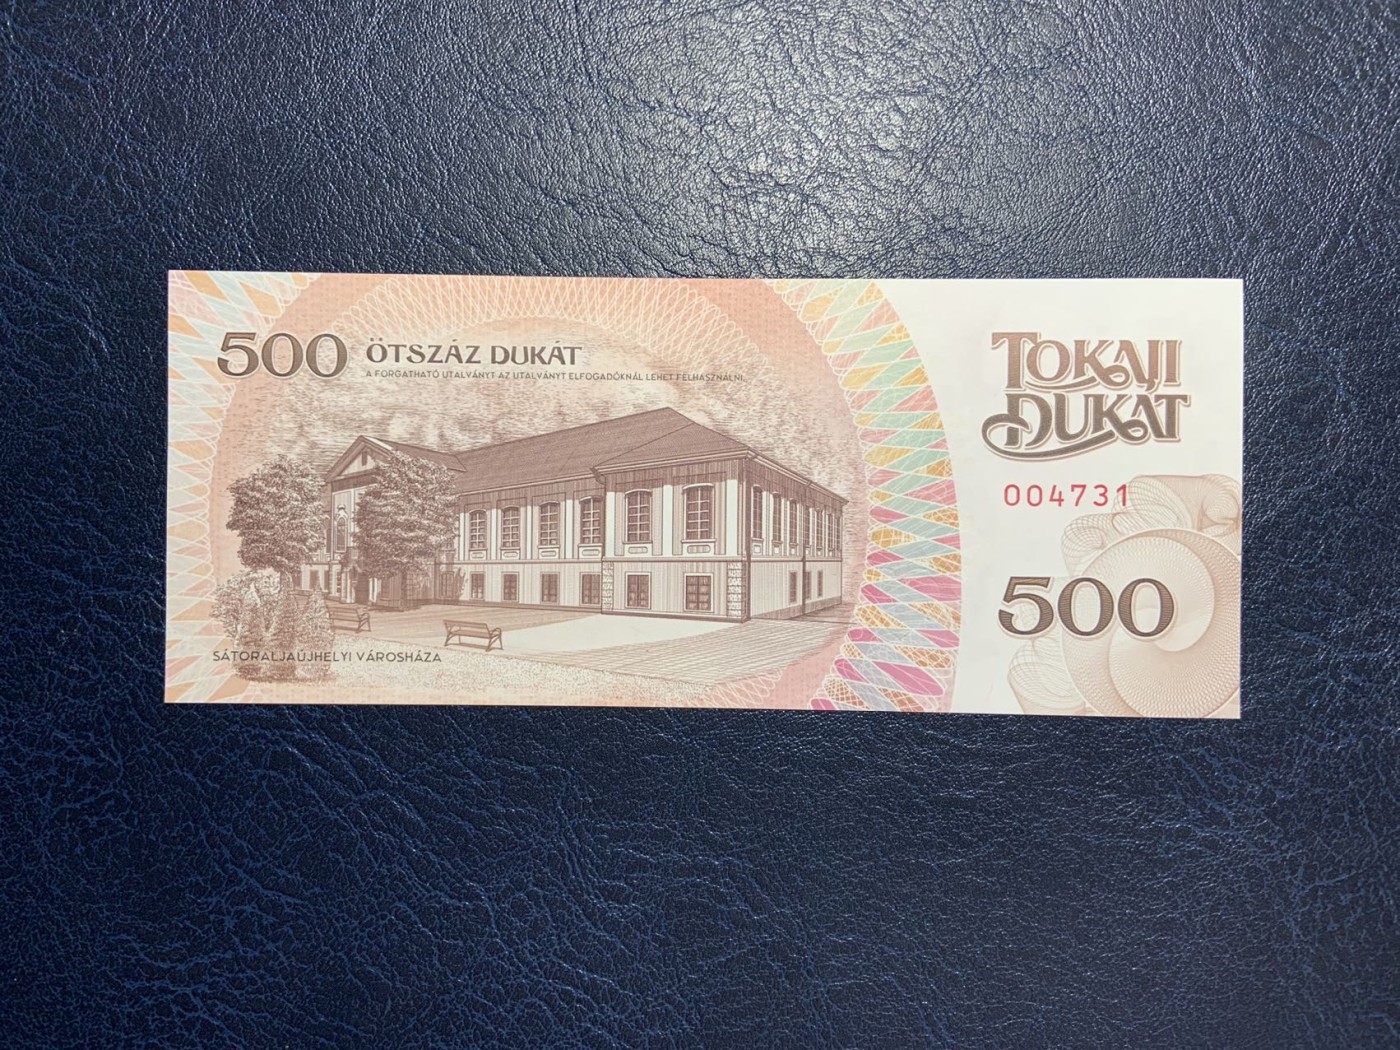 500 ÖTSZÁZ DUKÁT
A FORGATHATÓ UTALVÁNYT AZ UTALVÁNYT ELFOGADÓKNÁL LEHET FELHASZNÁLNI.
SÁTORALJAÚJHELYI VÁROSHÁZA
TOKAJI
DUKÁT
004731
500